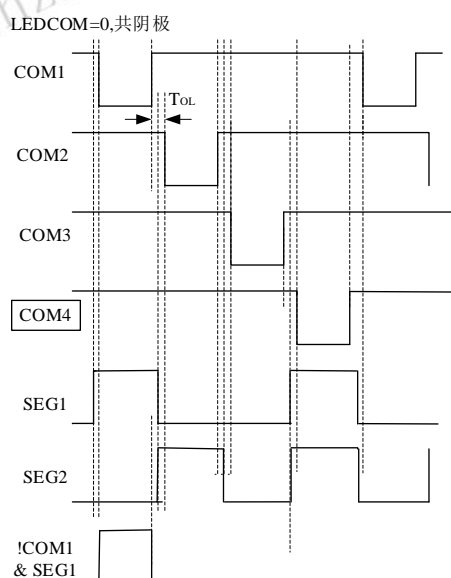 LEDCOM=0,共阴极
COM1
TOL
COM2
COM3
COM4
SEG1
SEG2
!COM1
& SEG1